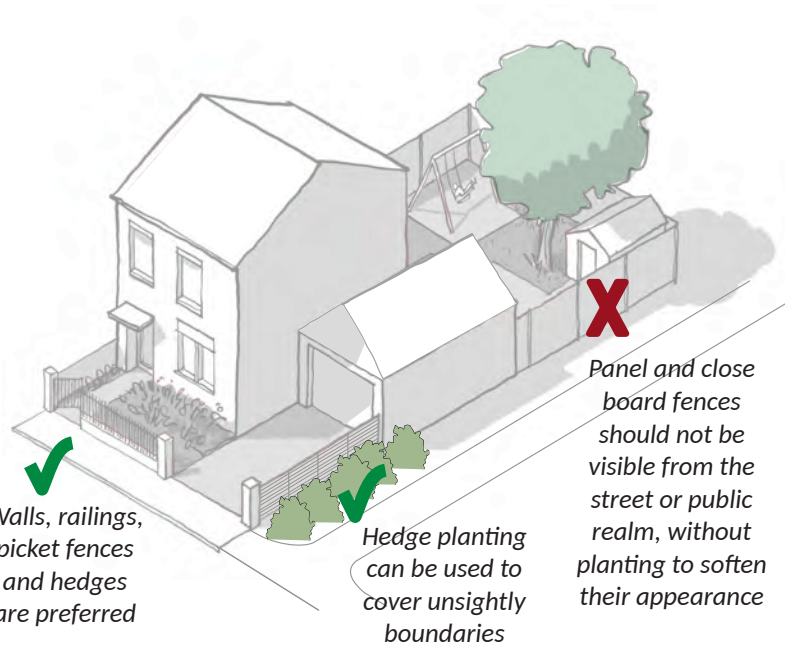 Walls, railings,
picket fences
and hedges
are preferred
Hedge planting
can be used to
cover unsightly
boundaries
Panel and close
board fences
should not be
visible from the
street or public
realm, without
planting to soften
their appearance